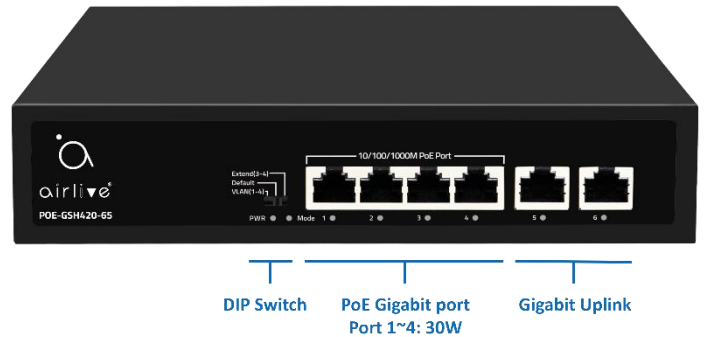 airlive®
POE-GSH420-65
Extend(3-4)
Default
VLAN(1-4)
PWR Mode 1 2 3 4 5 6
10/100/1000M PoE Port
DIP Switch
PoE Gigabit port
Port 1~4: 30W
Gigabit Uplink